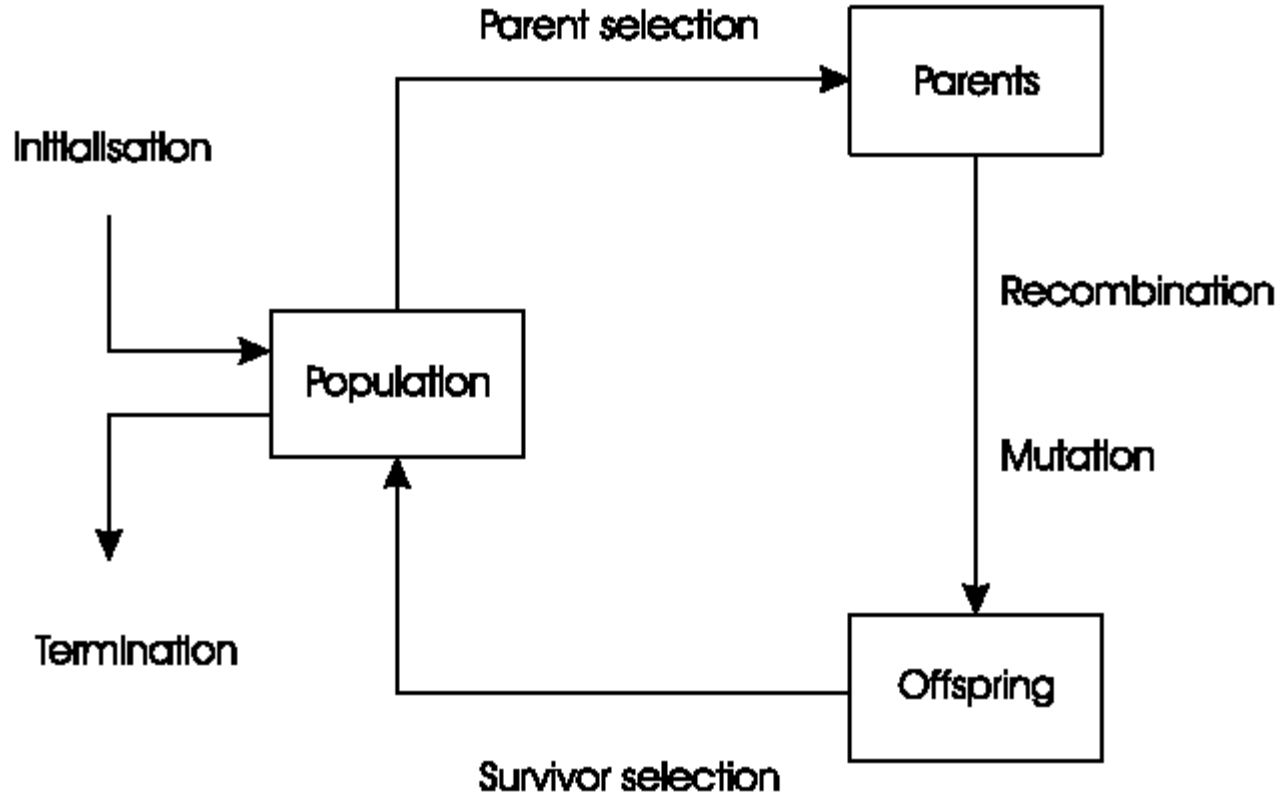 Parent selection
Parents
Initialisation
Recombination
Population
Mutation
Termination
Offspring
Survivor selection